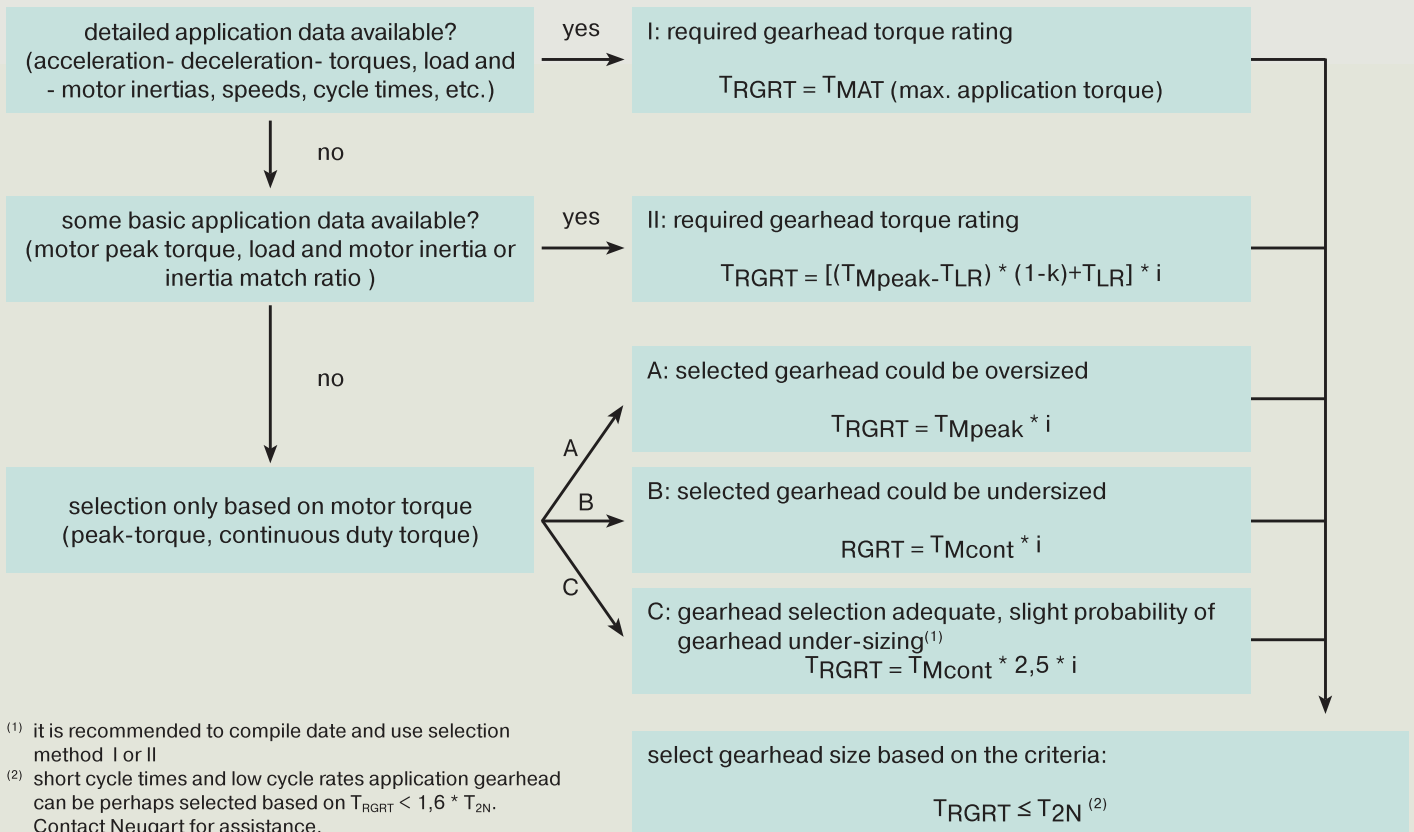 detailed application data available?
(acceleration- deceleration- torques, load and
- motor inertias, speeds, cycle times, etc.)
yes
I: required gearhead torque rating
TRGRT = TMAT (max. application torque)
no
some basic application data available?
(motor peak torque, load and motor inertia or
inertia match ratio )
yes
II: required gearhead torque rating
TRGRT = [(TMpeak-TLR) * (1-k)+TLR] * i
no
selection only based on motor torque
(peak-torque, continuous duty torque)
A
A: selected gearhead could be oversized
TRGRT = TMpeak * i
B
B: selected gearhead could be undersized
RGRT = TMcont * i
C
C: gearhead selection adequate, slight probability of
gearhead under-sizing(1)
TRGRT = TMcont * 2,5 * i
(1) it is recommended to compile date and use selection
method I or II
(2) short cycle times and low cycle rates application gearhead
can be perhaps selected based on TRGRT < 1,6 * T2N.
Contact Neugart for assistance.
select gearhead size based on the criteria:
TRGRT ≤ T2N (2)